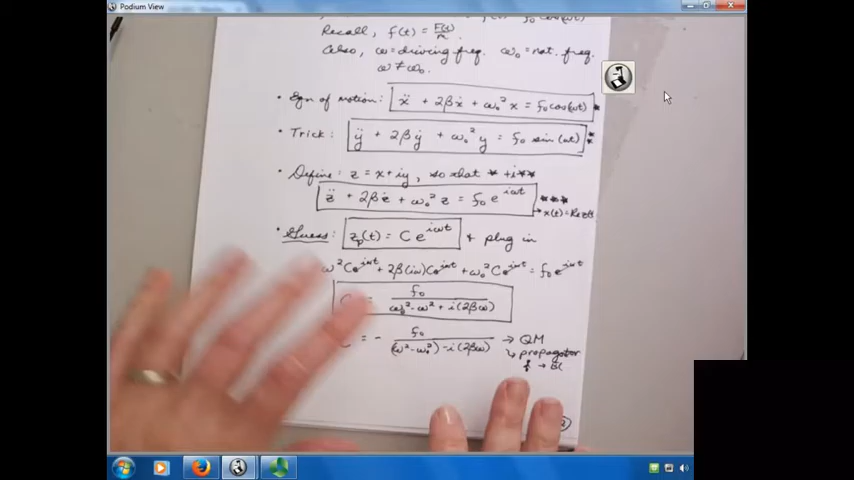 Podium View
f₀ cos(ωt)
Recall, f(t) = F(t)/m.
Also, ω = driving freq. ω₀ = nat. freq.
ω ≠ ω₀.
• Eqn of motion: ẍ + 2βẋ + ω₀²x = f₀cos(ωt) *
• Trick: ÿ + 2βẏ + ω₀²y = f₀ sin(ωt) **
• Define: z = x+iy, so that * + i**
z̈ + 2βż + ω₀²z = f₀ e^{iωt} ***
→ x(t) = Re z(t)
• Guess: z_p(t) = C e^{iωt} & plug in
ω²Ce^{iωt} + 2β(iω)Ce^{iωt} + ω₀²Ce^{iωt} = f₀e^{iωt}
= f₀/(ω₀² - ω² + i(2βω))
= - f₀/((ω² - ω₀²) - i(2βω)) → QM
↳ propagator